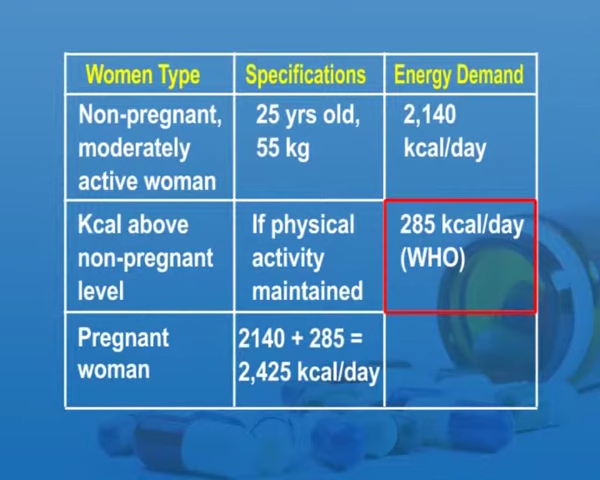 Women Type Specifications Energy Demand
Non-pregnant, 25 yrs old, 2,140
moderately 55 kg kcal/day
active woman
Kcal above If physical 285 kcal/day
non-pregnant activity (WHO)
level maintained
Pregnant 2140 + 285 =
woman 2,425 kcal/day